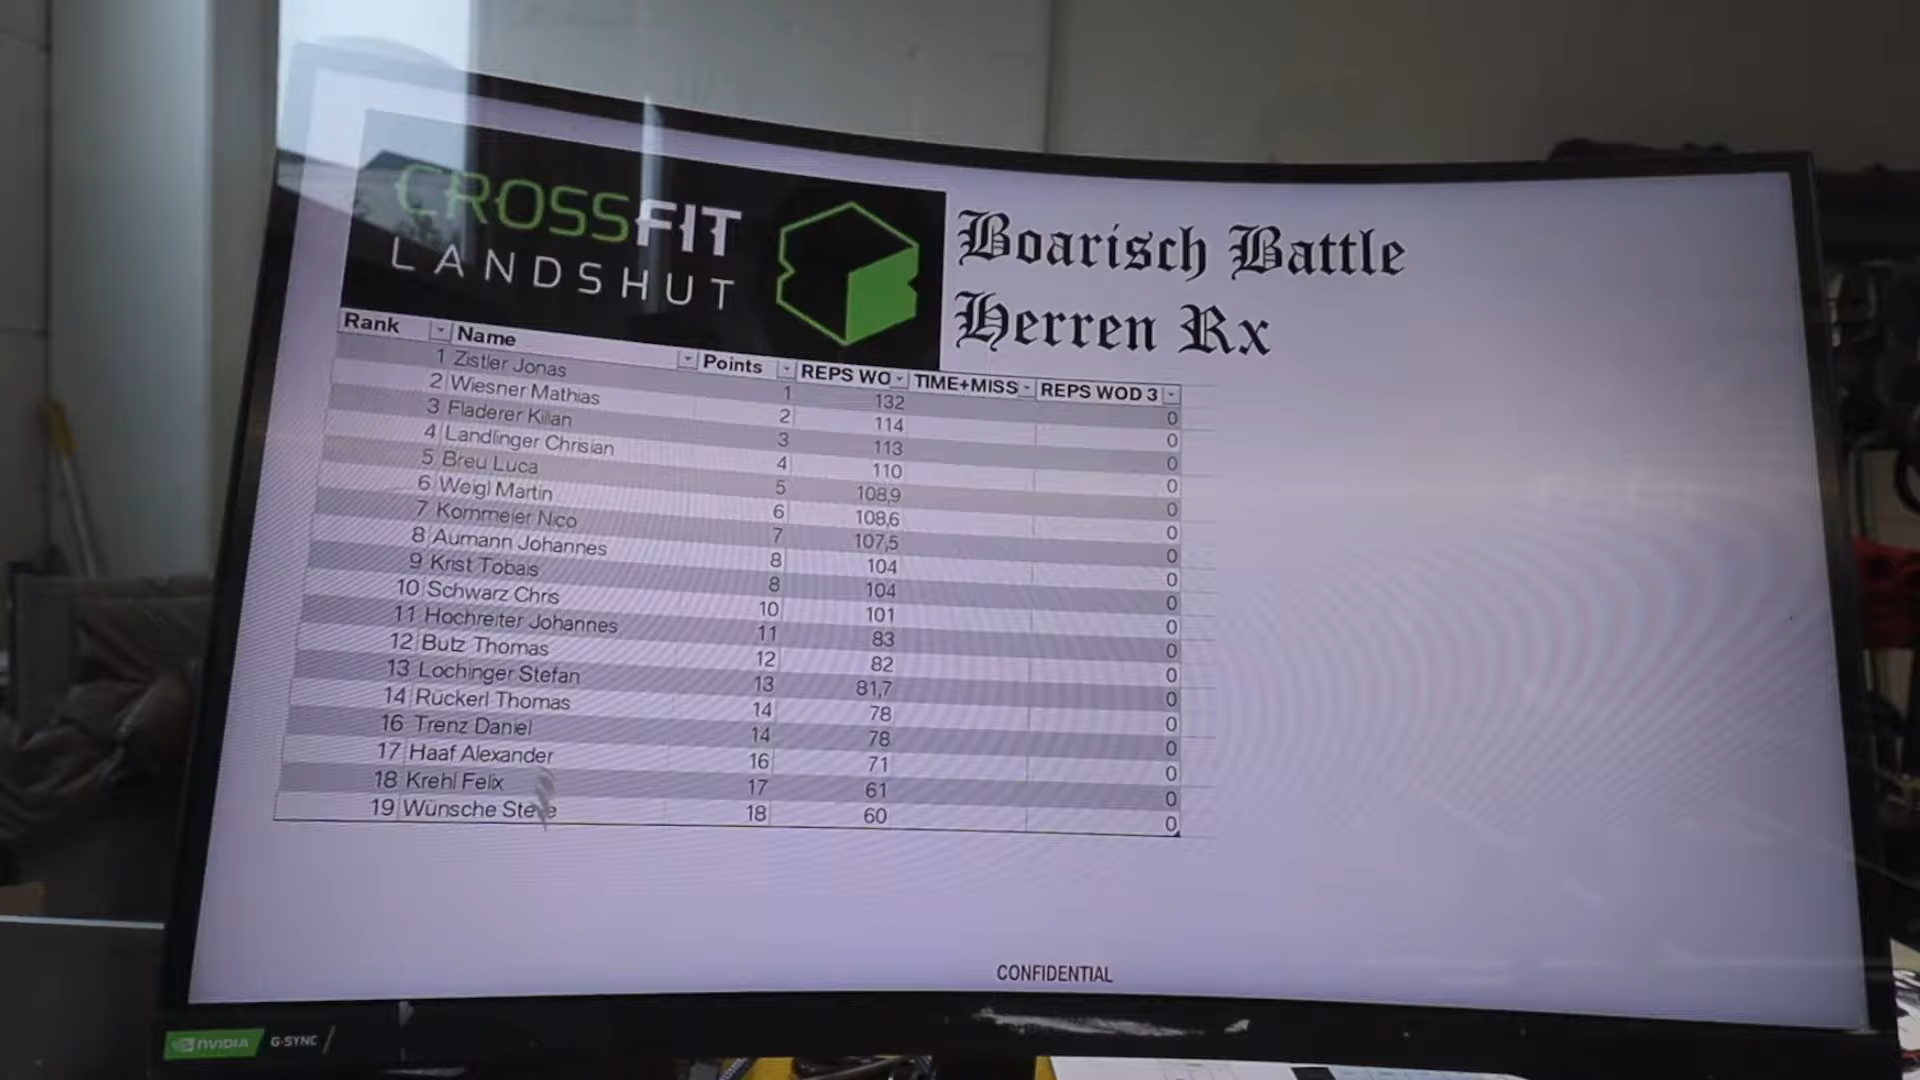 CROSSFIT
LANDSHUT
Boarisch Battle
Herren Rx
Rank Name Points REPS WO TIME+MISS REPS WOD 3
1 Zistler Jonas 1 132 0
2 Wiesner Mathias 2 114 0
3 Fladerer Kilian 3 113 0
4 Landlinger Chrisian 4 110 0
5 Breu Luca 5 108,9 0
6 Weigl Martin 6 108,6 0
7 Kommeier Nico 7 107,5 0
8 Aumann Johannes 8 104 0
9 Krist Tobais 8 104 0
10 Schwarz Chris 10 101 0
11 Hochreiter Johannes 11 83 0
12 Butz Thomas 12 82 0
13 Lochinger Stefan 13 81,7 0
14 Rückerl Thomas 14 78 0
16 Trenz Daniel 14 78 0
17 Haaf Alexander 16 71 0
18 Krehl Felix 17 61 0
19 Wünsche Steve 18 60 0
CONFIDENTIAL
NVIDIA G-SYNC